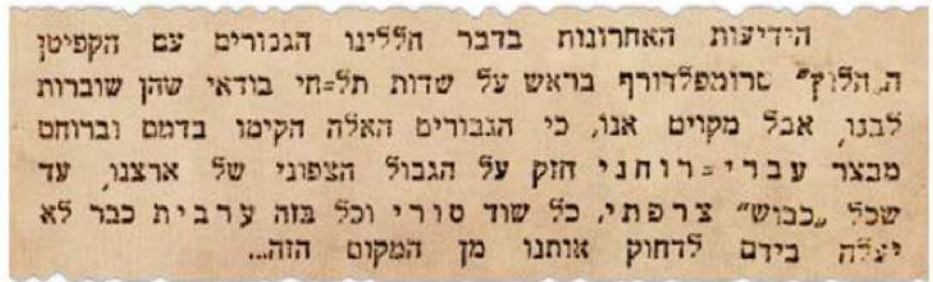 הידיעות האחרונות בדבר חללינו הגבורים עם הקפיטן
ה„חלוץ" טרומפלדורף בראש על שדות תל=חי בודאי שהן שוברות
לבנו, אבל מקוים אנו, כי הגבורים האלה הקימו בדמם וברוחם
מבצר עברי=רוחני חזק על הגבול הצפוני של ארצנו, עד
שכל „כבוש" צרפתי, כל שוד סורי וכל בזה ערבית כבר לא
יעלה בידם לדחוק אותנו מן המקום הזה...